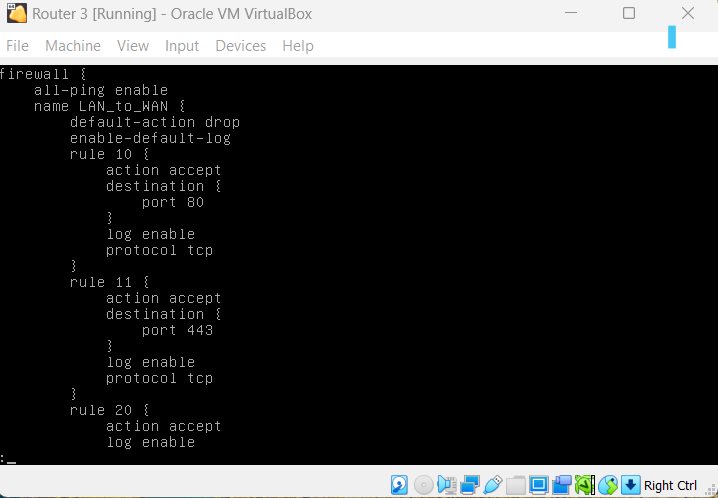 Router 3 [Running] - Oracle VM VirtualBox
File Machine View Input Devices Help
firewall {
    all-ping enable
    name LAN_to_WAN {
        default-action drop
        enable-default-log
        rule 10 {
            action accept
            destination {
                port 80
            }
            log enable
            protocol tcp
        }
        rule 11 {
            action accept
            destination {
                port 443
            }
            log enable
            protocol tcp
        }
        rule 20 {
            action accept
            log enable
:_
Right Ctrl